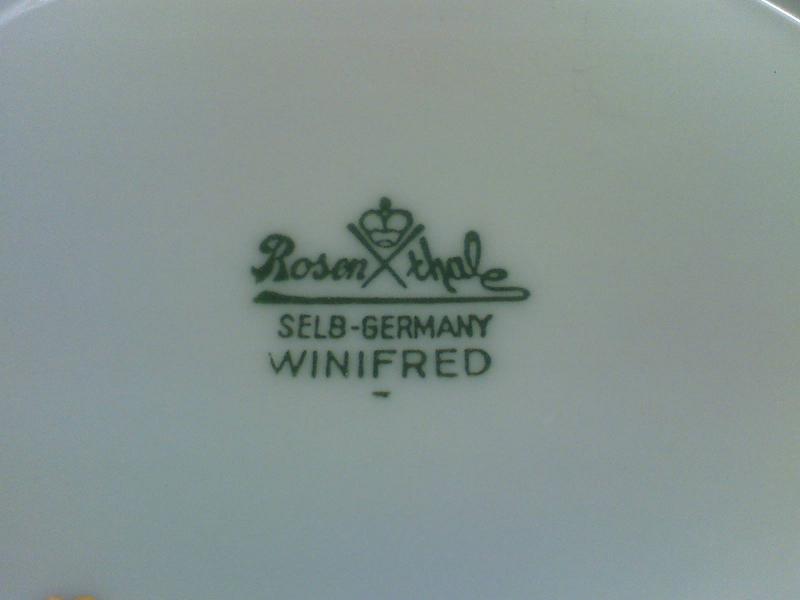 Rosenthal
SELB-GERMANY
WINIFRED